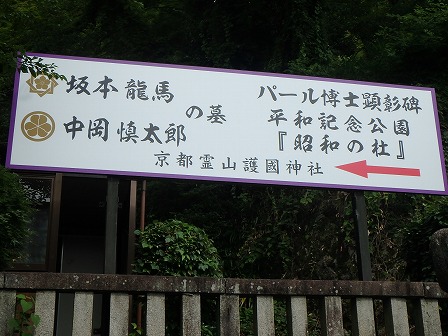 坂本 龍馬
中岡 慎太郎
の墓
パール博士顕彰碑
平和記念公園
『昭和の杜』
京都霊山護國神社